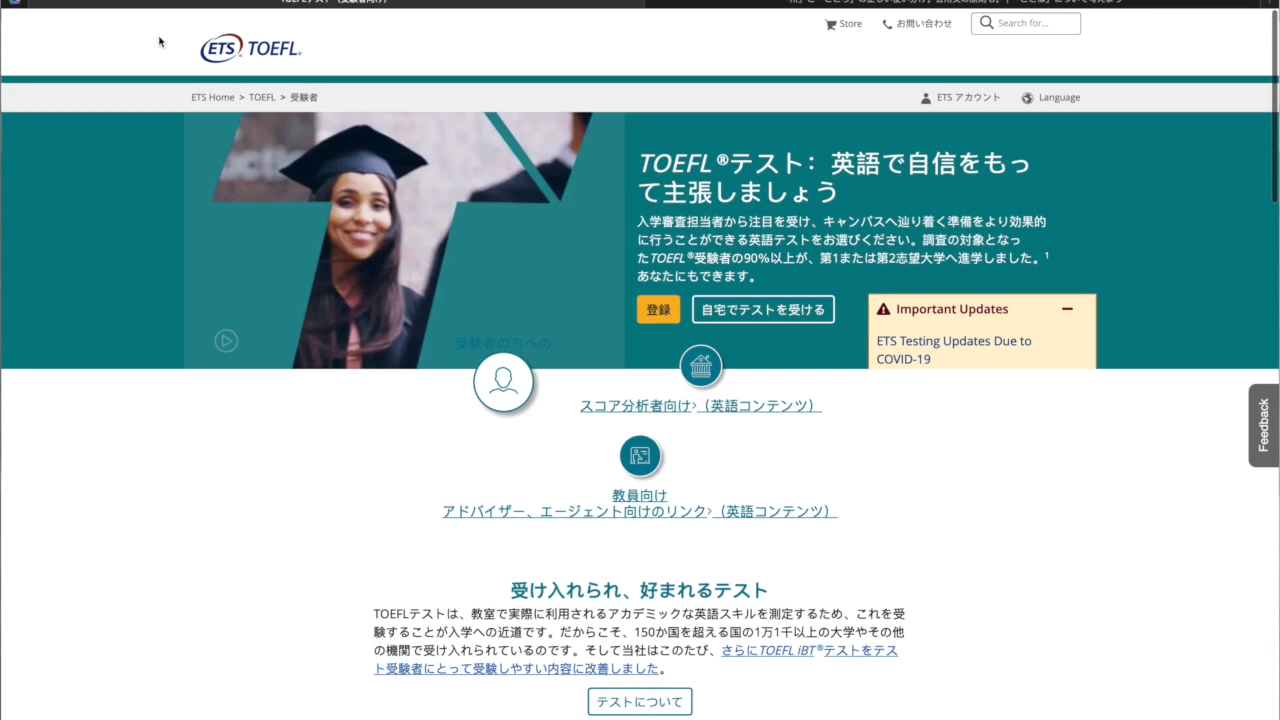 Store
お問い合わせ
Search for...
ETS TOEFL
ETS Home > TOEFL > 受験者
ETS アカウント
Language
TOEFL®テスト： 英語で自信をもっ
て主張しましょう
入学審査担当者から注目を受け、キャンパスへ辿り着く準備をより効果的
に行うことができる英語テストをお選びください。調査の対象となっ
たTOEFL®受験者の90%以上が、第1または第2志望大学へ進学しました。1
あなたにもできます。
登録
自宅でテストを受ける
Important Updates
ETS Testing Updates Due to
COVID-19
受験者の方への
スコア分析者向け›（英語コンテンツ）
Feedback
教員向け
アドバイザー、エージェント向けのリンク›（英語コンテンツ）
受け入れられ、好まれるテスト
TOEFLテストは、教室で実際に利用されるアカデミックな英語スキルを測定するため、これを受
験することが入学への近道です。だからこそ、150か国を超える国の1万1千以上の大学やその他
の機関で受け入れられているのです。そして当社はこのたび、さらにTOEFL iBT®テストをテス
ト受験者にとって受験しやすい内容に改善しました。
テストについて